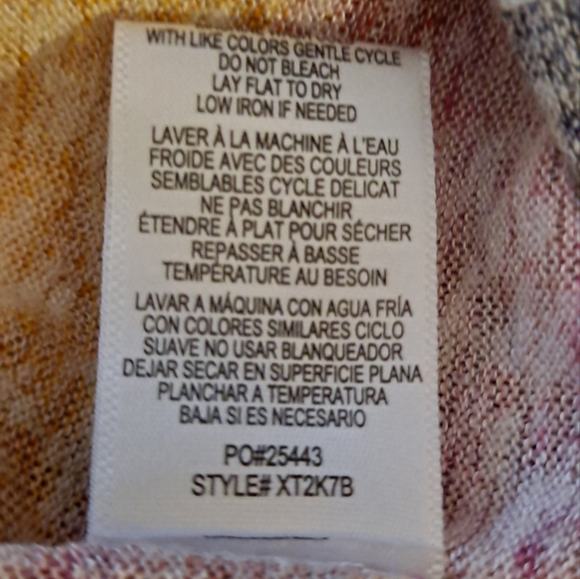 WITH LIKE COLORS GENTLE CYCLE
DO NOT BLEACH
LAY FLAT TO DRY
LOW IRON IF NEEDED
LAVER À LA MACHINE À L'EAU
FROIDE AVEC DES COULEURS
SEMBLABLES CYCLE DELICAT
NE PAS BLANCHIR
ÉTENDRE À PLAT POUR SÉCHER
REPASSER À BASSE
TEMPÉRATURE AU BESOIN
LAVAR A MÁQUINA CON AGUA FRÍA
CON COLORES SIMILARES CICLO
SUAVE NO USAR BLANQUEADOR
DEJAR SECAR EN SUPERFICIE PLANA
PLANCHAR A TEMPERATURA
BAJA SI ES NECESARIO
PO#25443
STYLE# XT2K7B